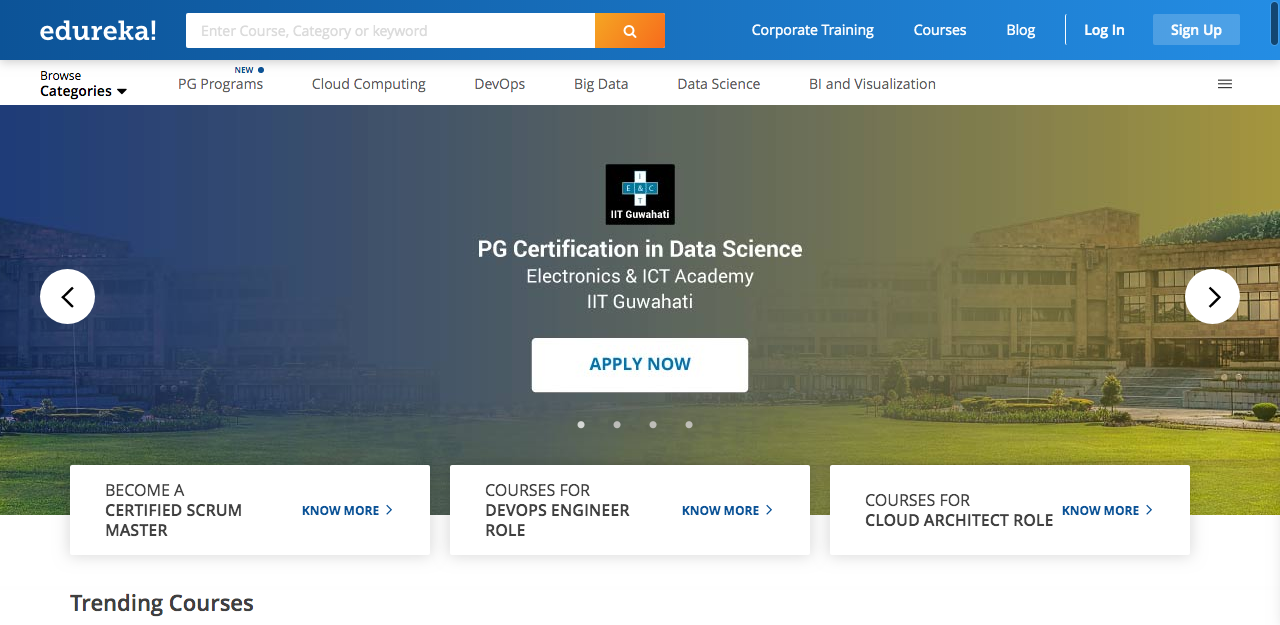 edureka!
Enter Course, Category or keyword
Corporate Training
Courses
Blog
Log In
Sign Up
Browse
Categories
NEW
PG Programs
Cloud Computing
DevOps
Big Data
Data Science
BI and Visualization
I
E & C
T
IIT Guwahati
PG Certification in Data Science
Electronics & ICT Academy
IIT Guwahati
APPLY NOW
BECOME A
CERTIFIED SCRUM
MASTER
KNOW MORE
COURSES FOR
DEVOPS ENGINEER
ROLE
KNOW MORE
COURSES FOR
CLOUD ARCHITECT ROLE
KNOW MORE
Trending Courses